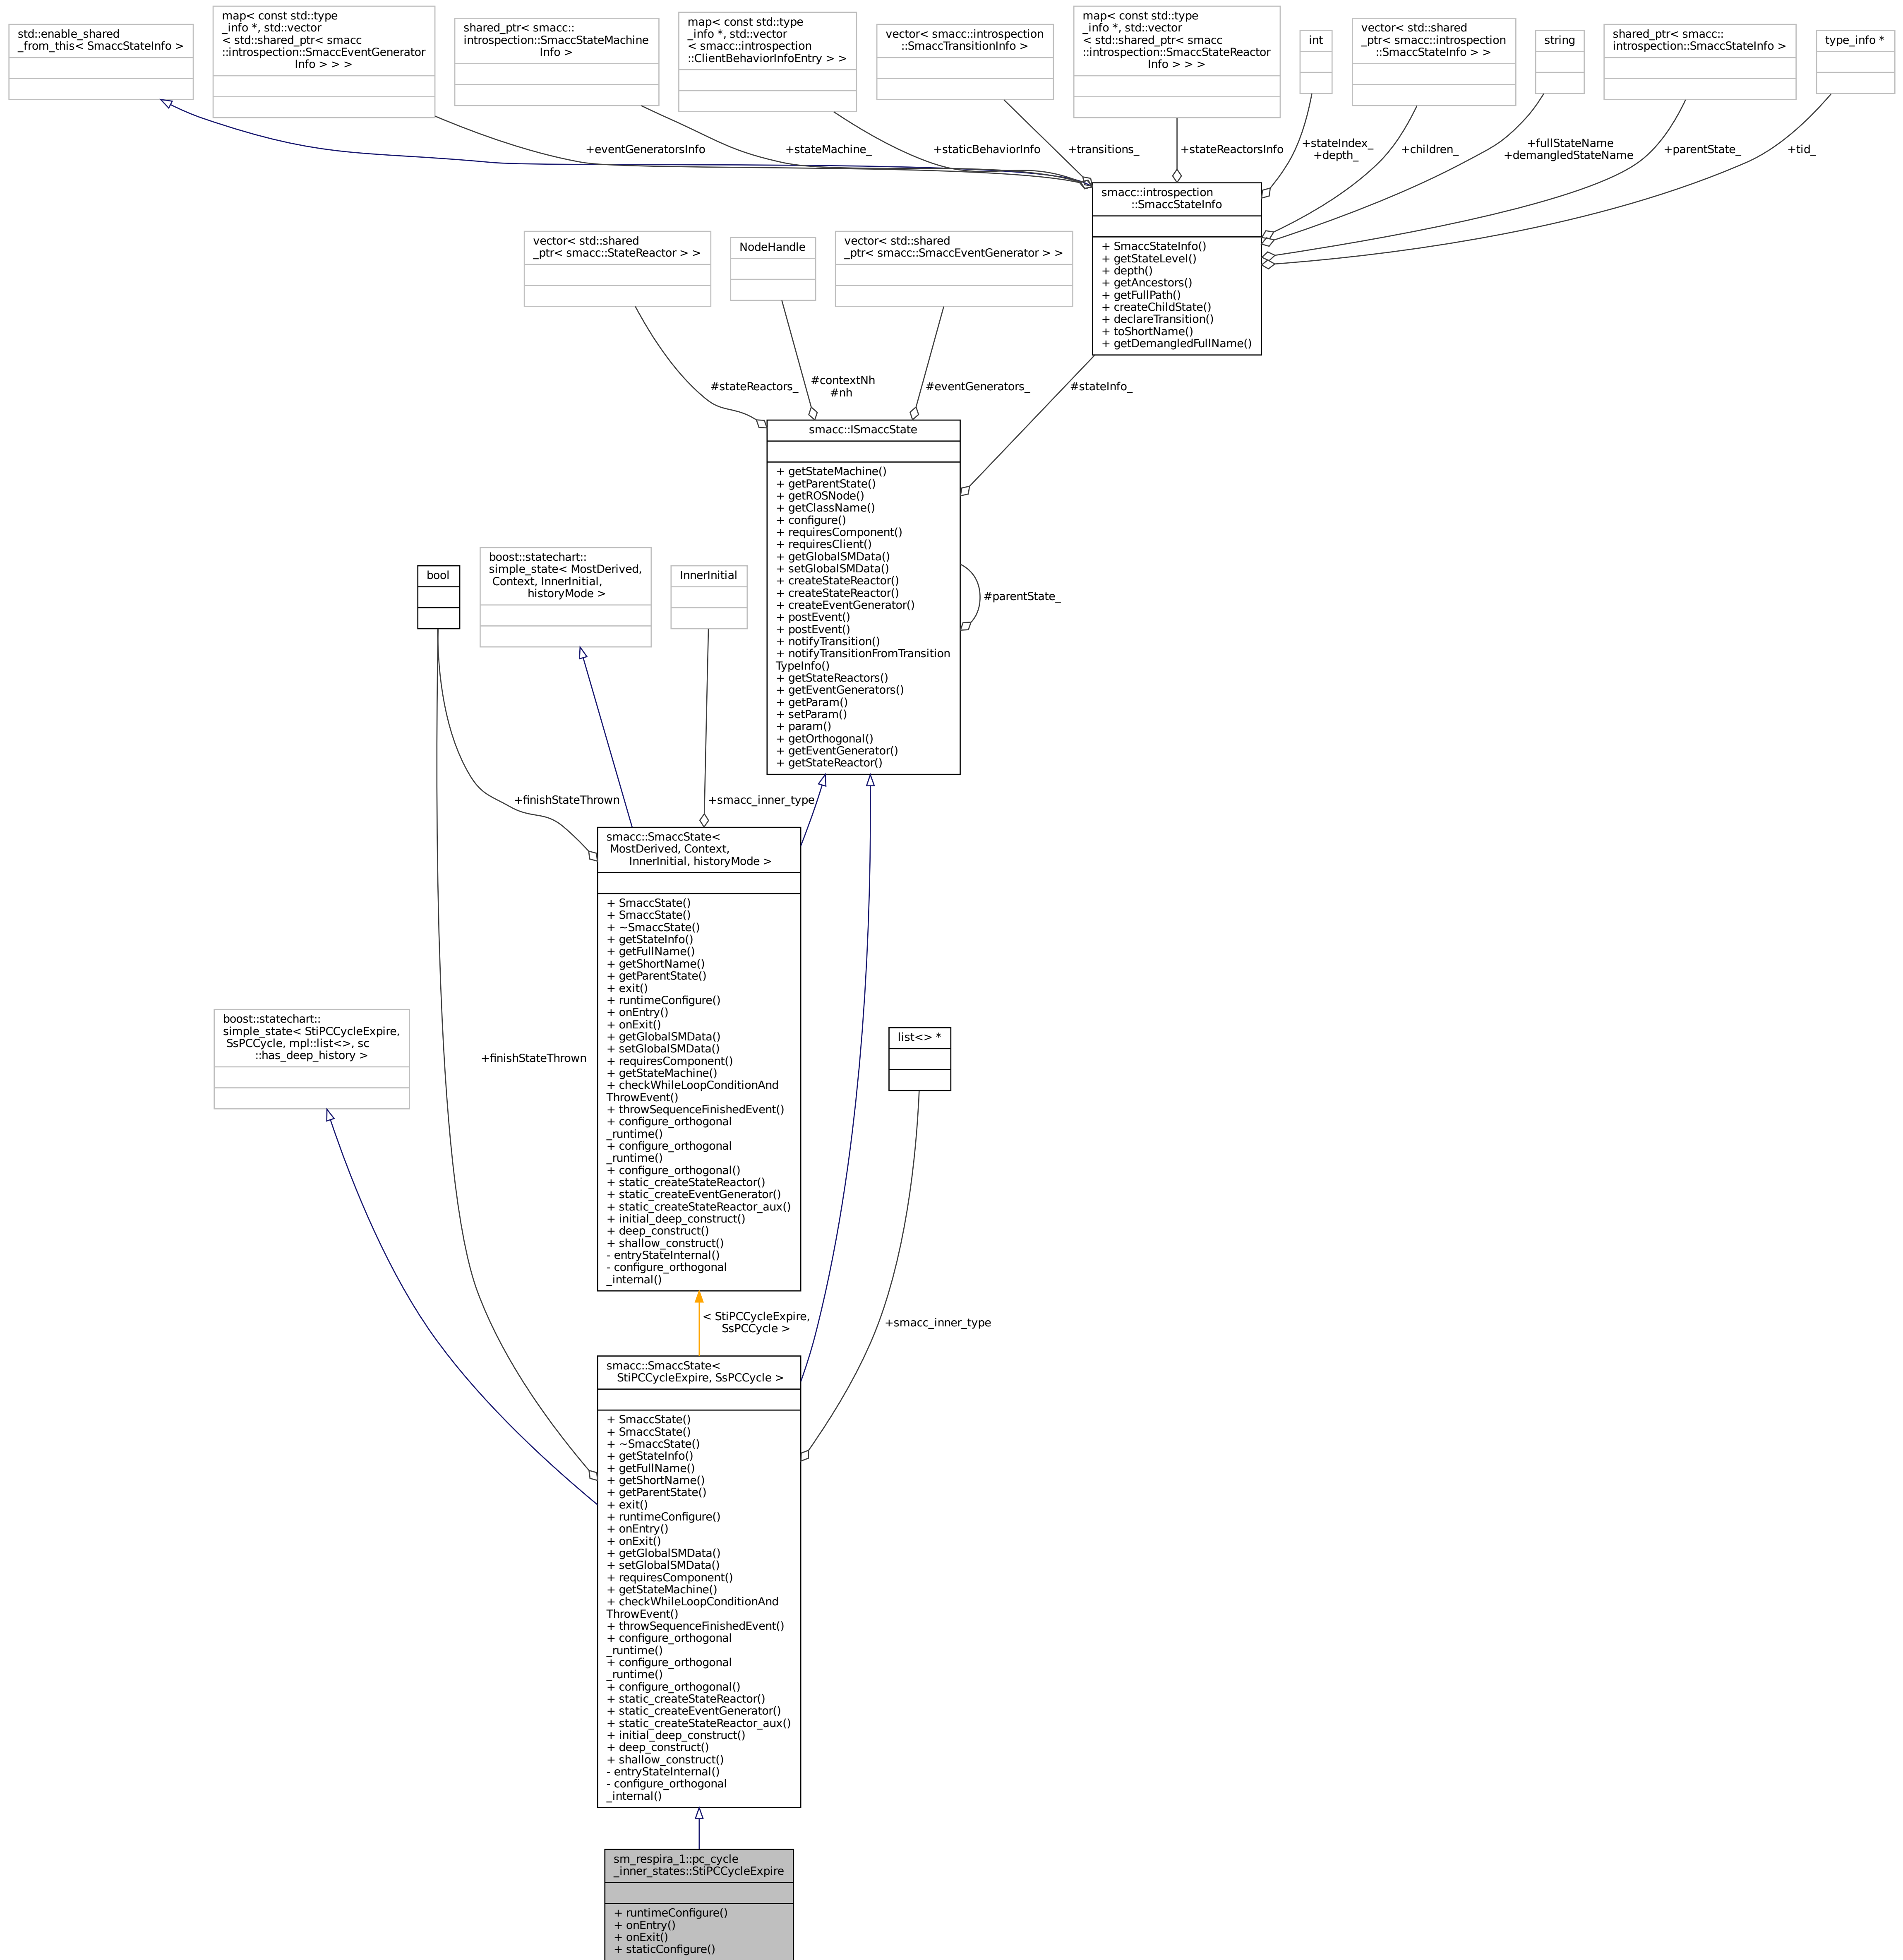 std::enable_shared
_from_this< SmaccStateInfo >
map< const std::type
_info *, std::vector
< std::shared_ptr< smacc
::introspection::SmaccEventGenerator
Info > > >
shared_ptr< smacc::
introspection::SmaccStateMachine
Info >
map< const std::type
_info *, std::vector
< smacc::introspection
::ClientBehaviorInfoEntry > >
vector< smacc::introspection
::SmaccTransitionInfo >
map< const std::type
_info *, std::vector
< std::shared_ptr< smacc
::introspection::SmaccStateReactor
Info > > >
int
vector< std::shared
_ptr< smacc::introspection
::SmaccStateInfo > >
string
shared_ptr< smacc::
introspection::SmaccStateInfo >
type_info *
+eventGeneratorsInfo
+stateMachine_
+staticBehaviorInfo
+transitions_
+stateReactorsInfo
+stateIndex_
+depth_
+children_
+fullStateName
+demangledStateName
+parentState_
+tid_
smacc::introspection
::SmaccStateInfo
+ SmaccStateInfo()
+ getStateLevel()
+ depth()
+ getAncestors()
+ getFullPath()
+ createChildState()
+ declareTransition()
+ toShortName()
+ getDemangledFullName()
vector< std::shared
_ptr< smacc::StateReactor > >
NodeHandle
vector< std::shared
_ptr< smacc::SmaccEventGenerator > >
#stateReactors_
#contextNh
#nh
#eventGenerators_
#stateInfo_
smacc::ISmaccState
+ getStateMachine()
+ getParentState()
+ getROSNode()
+ getClassName()
+ configure()
+ requiresComponent()
+ requiresClient()
+ getGlobalSMData()
+ setGlobalSMData()
+ createStateReactor()
+ createStateReactor()
+ createEventGenerator()
+ postEvent()
+ postEvent()
+ notifyTransition()
+ notifyTransitionFromTransition
TypeInfo()
+ getStateReactors()
+ getEventGenerators()
+ getParam()
+ setParam()
+ param()
+ getOrthogonal()
+ getEventGenerator()
+ getStateReactor()
#parentState_
bool
boost::statechart::
simple_state< MostDerived,
Context, InnerInitial,
historyMode >
InnerInitial
+finishStateThrown
+smacc_inner_type
smacc::SmaccState<
MostDerived, Context,
InnerInitial, historyMode >
+ SmaccState()
+ SmaccState()
+ ~SmaccState()
+ getStateInfo()
+ getFullName()
+ getShortName()
+ getParentState()
+ exit()
+ runtimeConfigure()
+ onEntry()
+ onExit()
+ getGlobalSMData()
+ setGlobalSMData()
+ requiresComponent()
+ getStateMachine()
+ checkWhileLoopConditionAnd
ThrowEvent()
+ throwSequenceFinishedEvent()
+ configure_orthogonal
_runtime()
+ configure_orthogonal
_runtime()
+ configure_orthogonal()
+ static_createStateReactor()
+ static_createEventGenerator()
+ static_createStateReactor_aux()
+ initial_deep_construct()
+ deep_construct()
+ shallow_construct()
- entryStateInternal()
- configure_orthogonal
_internal()
boost::statechart::
simple_state< StiPCCycleExpire,
SsPCCycle, mpl::list<>, sc
::has_deep_history >
+finishStateThrown
list<> *
< StiPCCycleExpire,
SsPCCycle >
+smacc_inner_type
smacc::SmaccState<
StiPCCycleExpire, SsPCCycle >
+ SmaccState()
+ SmaccState()
+ ~SmaccState()
+ getStateInfo()
+ getFullName()
+ getShortName()
+ getParentState()
+ exit()
+ runtimeConfigure()
+ onEntry()
+ onExit()
+ getGlobalSMData()
+ setGlobalSMData()
+ requiresComponent()
+ getStateMachine()
+ checkWhileLoopConditionAnd
ThrowEvent()
+ throwSequenceFinishedEvent()
+ configure_orthogonal
_runtime()
+ configure_orthogonal
_runtime()
+ configure_orthogonal()
+ static_createStateReactor()
+ static_createEventGenerator()
+ static_createStateReactor_aux()
+ initial_deep_construct()
+ deep_construct()
+ shallow_construct()
- entryStateInternal()
- configure_orthogonal
_internal()
sm_respira_1::pc_cycle
_inner_states::StiPCCycleExpire
+ runtimeConfigure()
+ onEntry()
+ onExit()
+ staticConfigure()